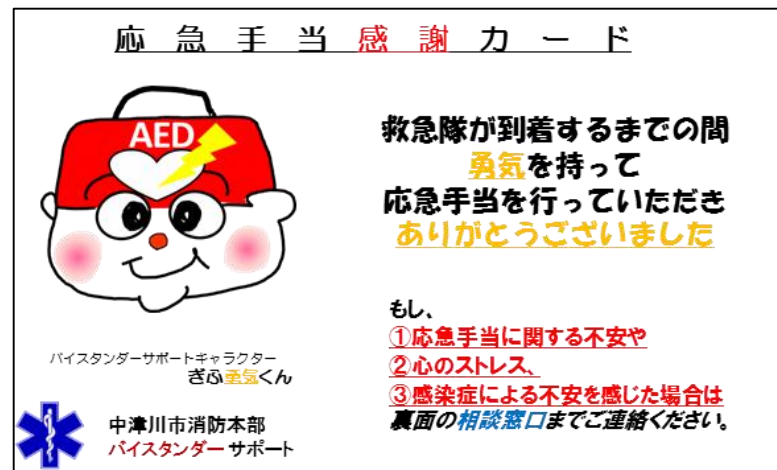 応急手当感謝カード
AED
救急隊が到着するまでの間
勇気を持って
応急手当を行っていただき
ありがとうございました
もし、
①応急手当に関する不安や
②心のストレス、
③感染症による不安を感じた場合は
裏面の相談窓口までご連絡ください。
バイスタンダーサポートキャラクター
ぎふ勇気くん
中津川市消防本部
バイスタンダーサポート